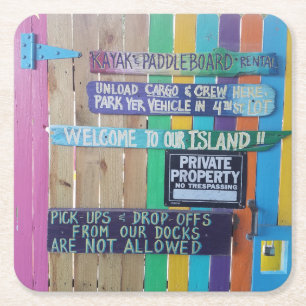 KAYAK & PADDLEBOARD • RENTAL
UNLOAD CARGO & CREW HERE.
PARK YER VEHICLE IN 4TH ST. LOT
WELCOME TO OUR ISLAND!!
PRIVATE
PROPERTY
NO TRESPASSING
PICK-UPS & DROP-OFFS
FROM OUR DOCKS
ARE NOT ALLOWED